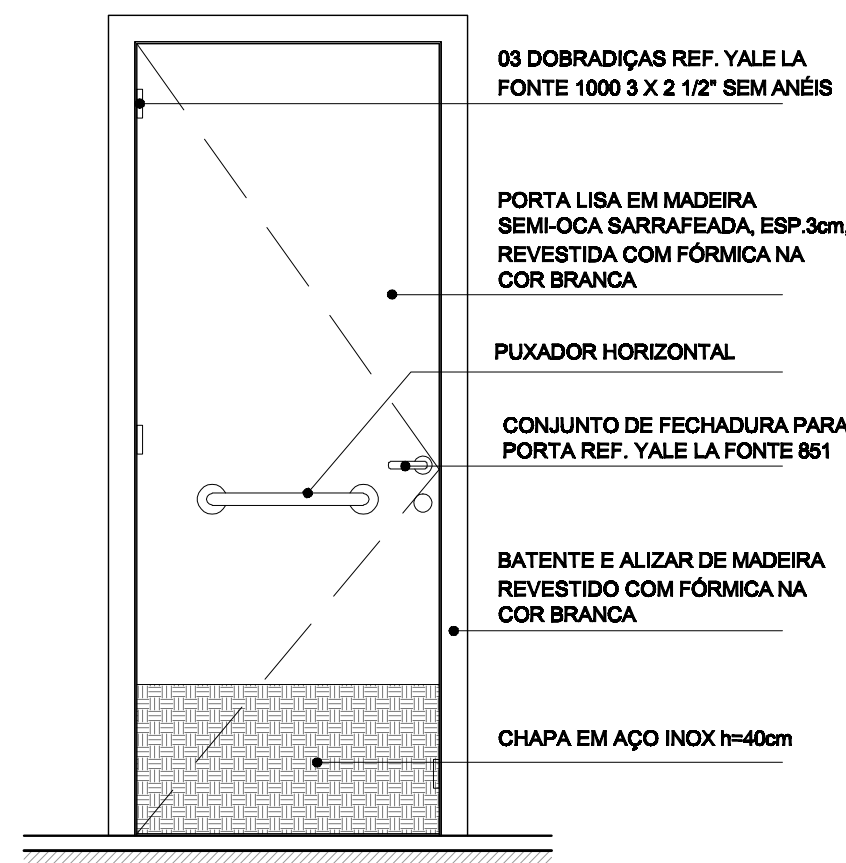 03 DOBRADIÇAS REF. YALE LA
FONTE 1000 3 X 2 1/2" SEM ANÉIS
PORTA LISA EM MADEIRA
SEMI-OCA SARRAFEADA, ESP.3cm,
REVESTIDA COM FÓRMICA NA
COR BRANCA
PUXADOR HORIZONTAL
CONJUNTO DE FECHADURA PARA
PORTA REF. YALE LA FONTE 851
BATENTE E ALIZAR DE MADEIRA
REVESTIDO COM FÓRMICA NA
COR BRANCA
CHAPA EM AÇO INOX h=40cm